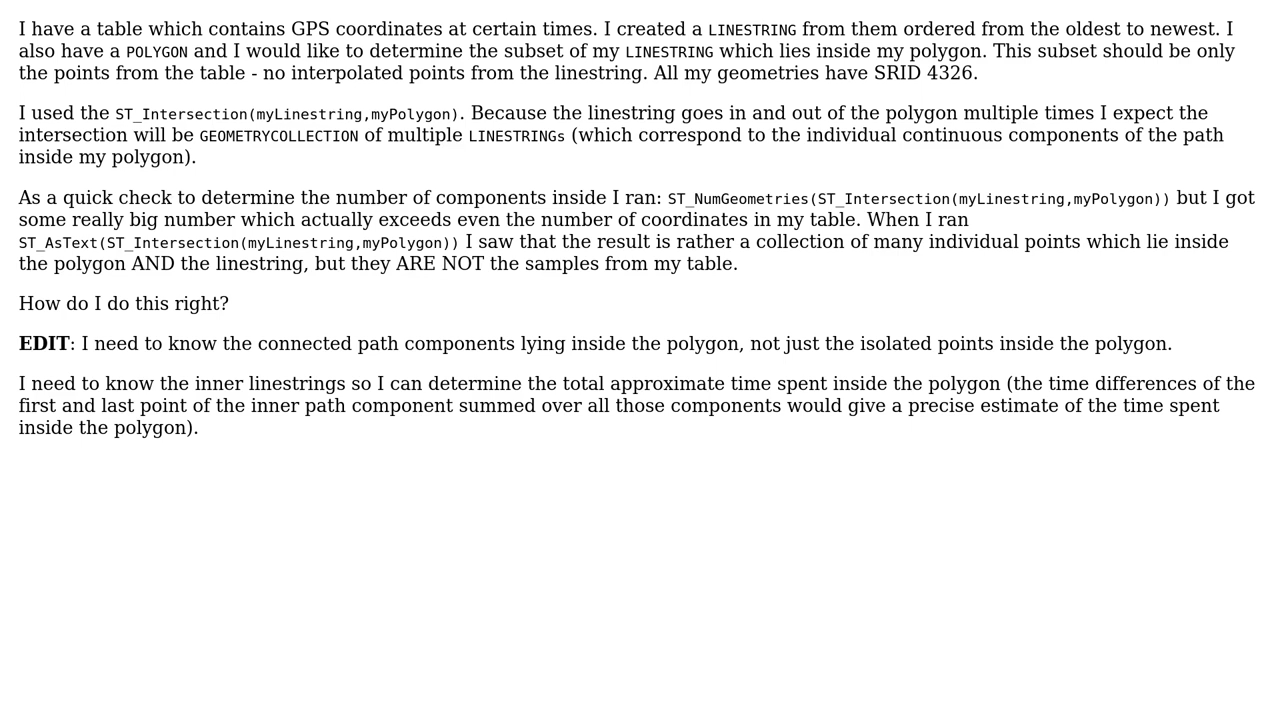 I have a table which contains GPS coordinates at certain times. I created a LINESTRING from them ordered from the oldest to newest. I
also have a POLYGON and I would like to determine the subset of my LINESTRING which lies inside my polygon. This subset should be only
the points from the table - no interpolated points from the linestring. All my geometries have SRID 4326.
I used the ST_Intersection(myLinestring,myPolygon). Because the linestring goes in and out of the polygon multiple times I expect the
intersection will be GEOMETRYCOLLECTION of multiple LINESTRINGs (which correspond to the individual continuous components of the path
inside my polygon).
As a quick check to determine the number of components inside I ran: ST_NumGeometries(ST_Intersection(myLinestring,myPolygon)) but I got
some really big number which actually exceeds even the number of coordinates in my table. When I ran
ST_AsText(ST_Intersection(myLinestring,myPolygon)) I saw that the result is rather a collection of many individual points which lie inside
the polygon AND the linestring, but they ARE NOT the samples from my table.
How do I do this right?
EDIT: I need to know the connected path components lying inside the polygon, not just the isolated points inside the polygon.
I need to know the inner linestrings so I can determine the total approximate time spent inside the polygon (the time differences of the
first and last point of the inner path component summed over all those components would give a precise estimate of the time spent
inside the polygon).